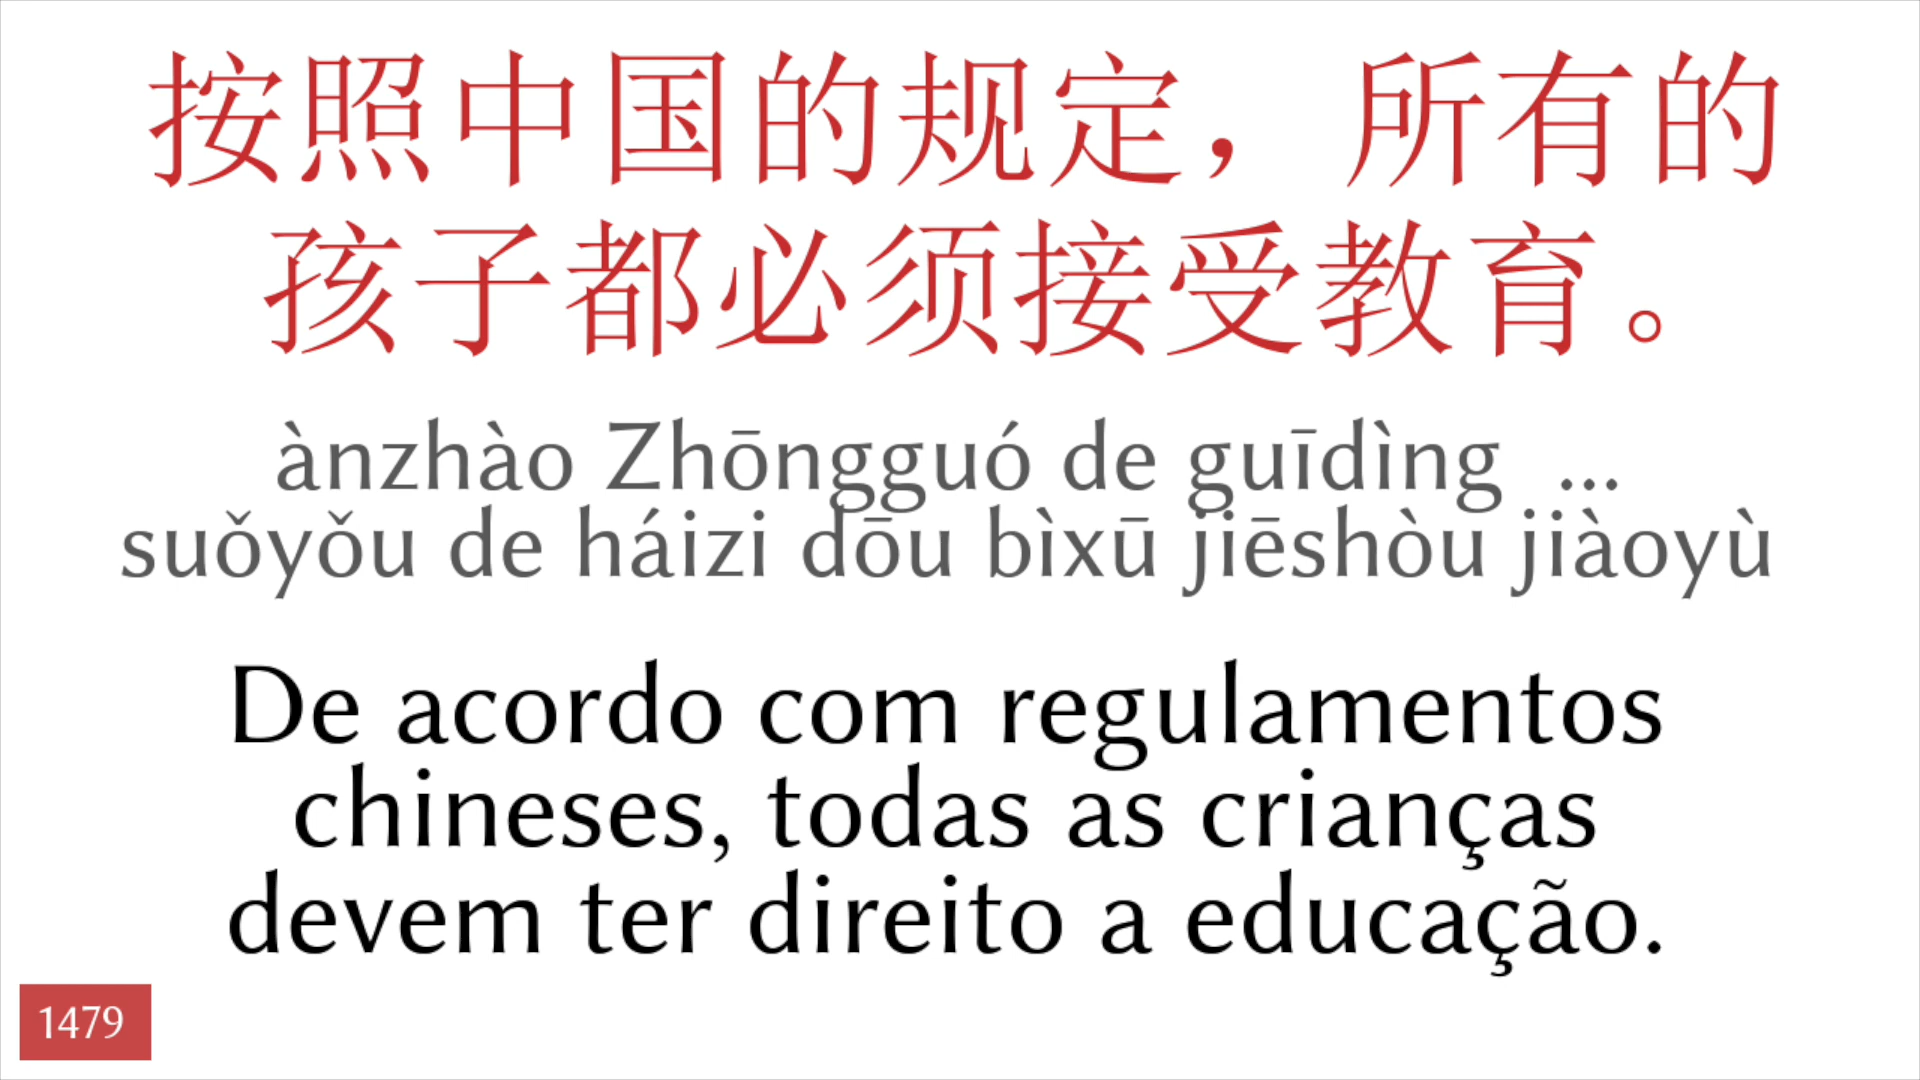 按照中国的规定，所有的
孩子都必须接受教育。
ànzhào Zhōngguó de guīdìng ...
suǒyǒu de háizi dōu bìxū jiēshòu jiàoyù
De acordo com regulamentos
chineses, todas as crianças
devem ter direito a educação.
1479